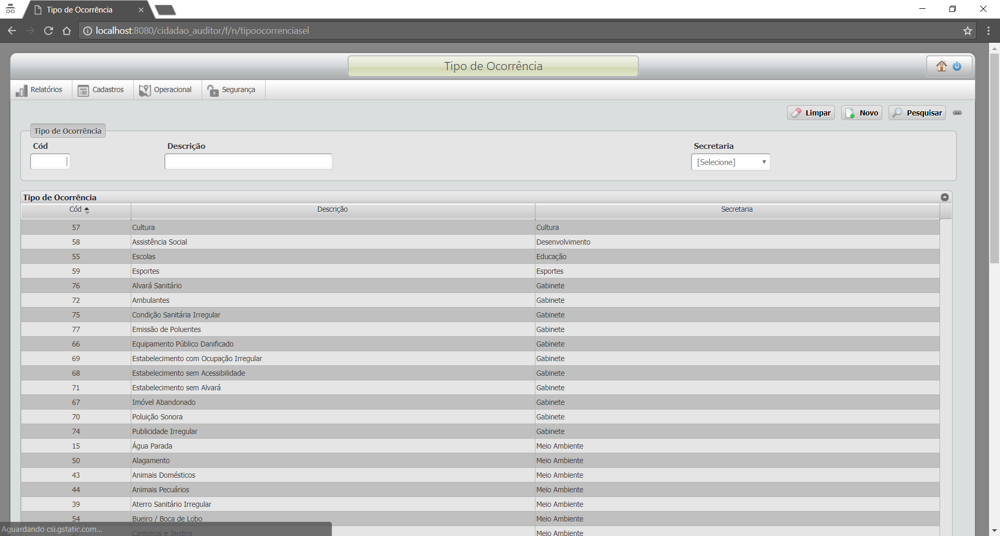 Tipo de Ocorrência
localhost:8080/cidadao_auditor/f/n/tipoocorrenciasel
Tipo de Ocorrência
Relatórios Cadastros Operacional Segurança
Limpar Novo Pesquisar
Tipo de Ocorrência
Cód Descrição Secretaria
[Selecione]
Tipo de Ocorrência
Cód Descrição Secretaria
57 Cultura Cultura
58 Assistência Social Desenvolvimento
55 Escolas Educação
59 Esportes Esportes
76 Alvará Sanitário Gabinete
72 Ambulantes Gabinete
75 Condição Sanitária Irregular Gabinete
77 Emissão de Poluentes Gabinete
66 Equipamento Público Danificado Gabinete
69 Estabelecimento com Ocupação Irregular Gabinete
68 Estabelecimento sem Acessibilidade Gabinete
71 Estabelecimento sem Alvará Gabinete
67 Imóvel Abandonado Gabinete
70 Poluição Sonora Gabinete
74 Publicidade Irregular Gabinete
15 Água Parada Meio Ambiente
50 Alagamento Meio Ambiente
43 Animais Domésticos Meio Ambiente
44 Animais Pecuários Meio Ambiente
39 Aterro Sanitário Irregular Meio Ambiente
54 Bueiro / Boca de Lobo Meio Ambiente
27 Canteiros e Jardins Meio Ambiente
Aguardando csi.gstatic.com...